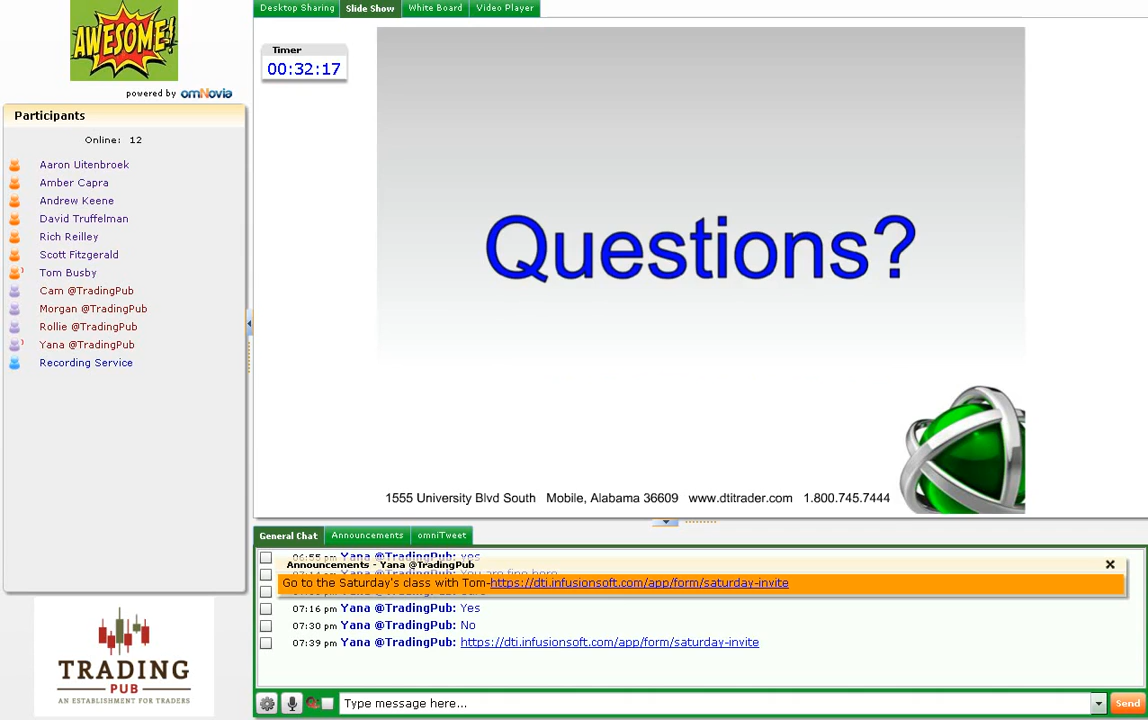 AWESOME!
powered by omNovia
Participants
Online: 12
Aaron Uitenbroek
Amber Capra
Andrew Keene
David Truffelman
Rich Reilley
Scott Fitzgerald
Tom Busby
Cam @TradingPub
Morgan @TradingPub
Rollie @TradingPub
Yana @TradingPub
Recording Service
TRADING
PUB
AN ESTABLISHMENT FOR TRADERS
Desktop Sharing Slide Show White Board Video Player
Timer
00:32:17
Questions?
1555 University Blvd South Mobile, Alabama 36609 www.dtitrader.com 1.800.745.7444
General Chat Announcements omniTweet
06:55 pm Yana @TradingPub: yes
Announcements - Yana @TradingPub
You are fine here
Go to the Saturday's class with Tom-https://dti.infusionsoft.com/app/form/saturday-invite
07:16 pm Yana @TradingPub: Yes
07:30 pm Yana @TradingPub: No
07:39 pm Yana @TradingPub: https://dti.infusionsoft.com/app/form/saturday-invite
Type message here...
Send